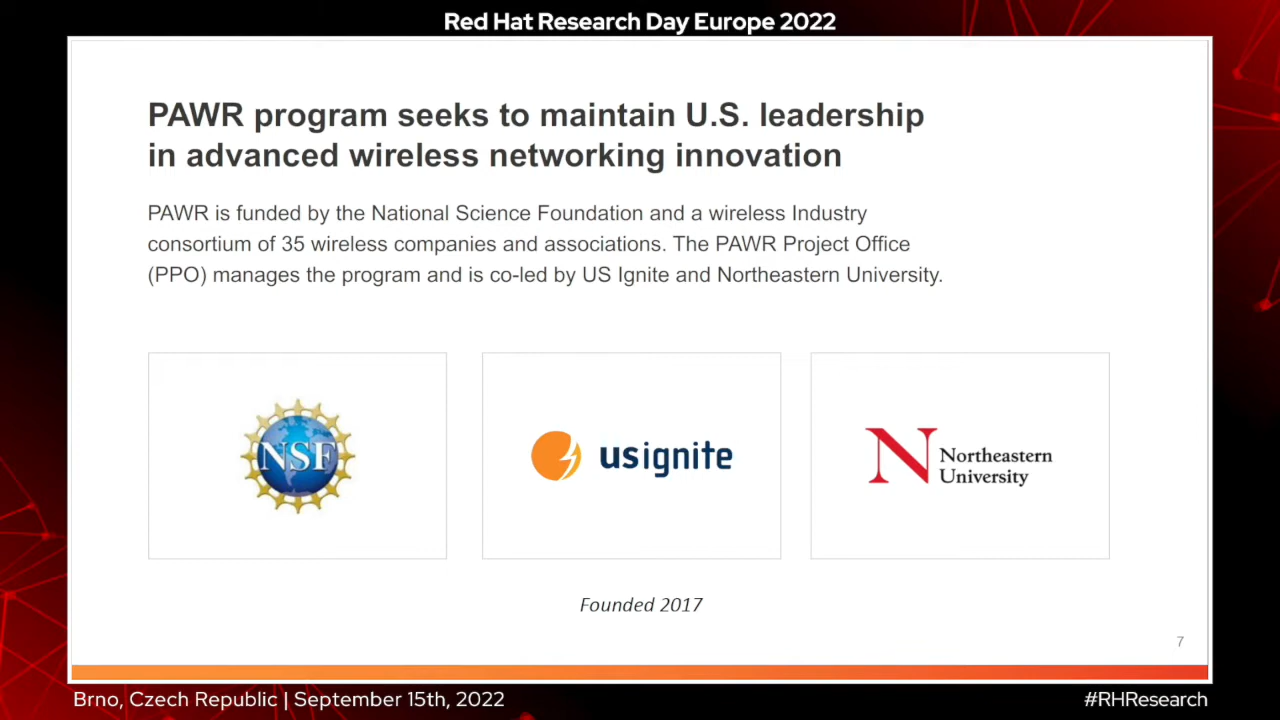 Red Hat Research Day Europe 2022
PAWR program seeks to maintain U.S. leadership
in advanced wireless networking innovation
PAWR is funded by the National Science Foundation and a wireless Industry
consortium of 35 wireless companies and associations. The PAWR Project Office
(PPO) manages the program and is co-led by US Ignite and Northeastern University.
NSF
usignite
N Northeastern
University
Founded 2017
7
Brno, Czech Republic | September 15th, 2022
#RHResearch